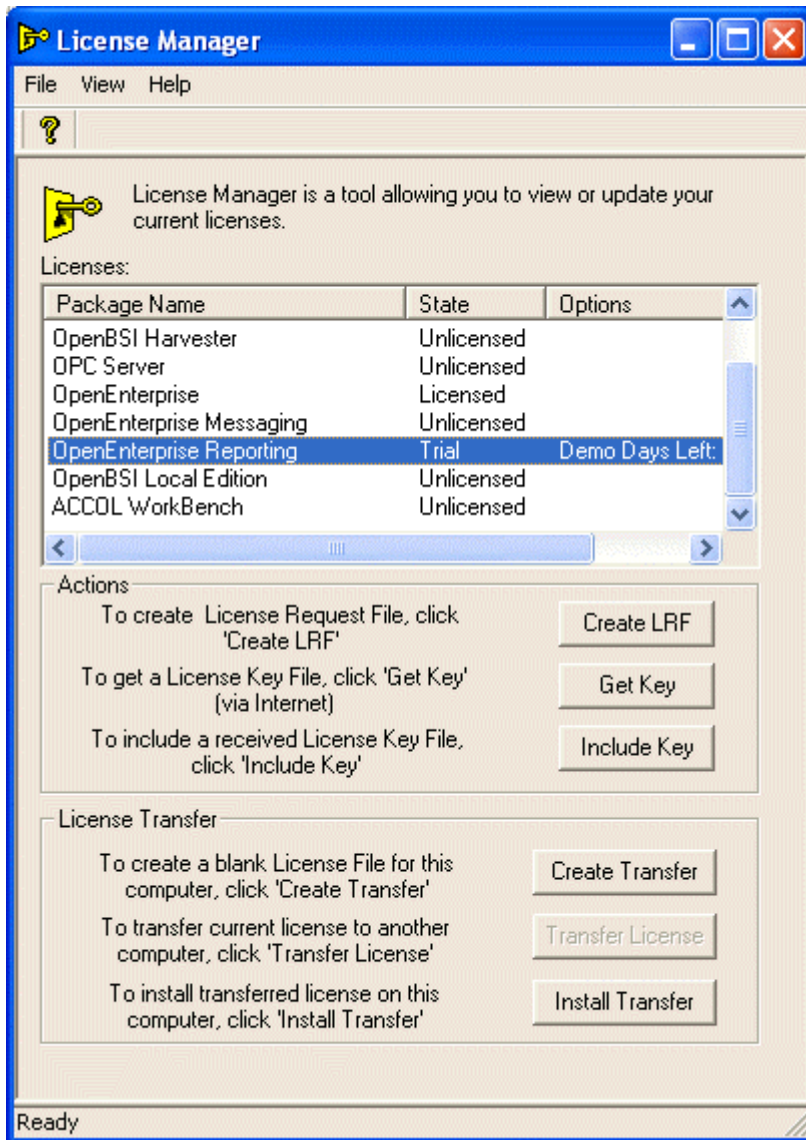 License Manager
File View Help
License Manager is a tool allowing you to view or update your
current licenses.
Licenses:
Package Name State Options
OpenBSI Harvester Unlicensed
OPC Server Unlicensed
OpenEnterprise Licensed
OpenEnterprise Messaging Unlicensed
OpenEnterprise Reporting Trial Demo Days Left:
OpenBSI Local Edition Unlicensed
ACCOL WorkBench Unlicensed
Actions
To create License Request File, click
'Create LRF'
Create LRF
To get a License Key File, click 'Get Key'
(via Internet)
Get Key
To include a received License Key File,
click 'Include Key'
Include Key
License Transfer
To create a blank License File for this
computer, click 'Create Transfer'
Create Transfer
To transfer current license to another
computer, click 'Transfer License'
Transfer License
To install transferred license on this
computer, click 'Install Transfer'
Install Transfer
Ready